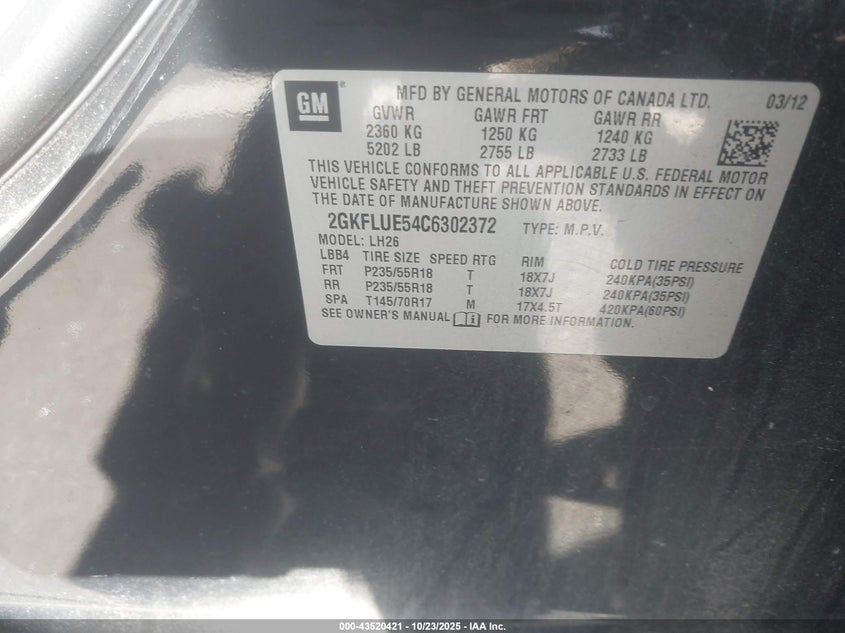 GM
MFD BY GENERAL MOTORS OF CANADA LTD. 03/12
GVWR GAWR FRT GAWR RR
2360 KG 1250 KG 1240 KG
5202 LB 2755 LB 2733 LB
THIS VEHICLE CONFORMS TO ALL APPLICABLE U.S. FEDERAL MOTOR
VEHICLE SAFETY AND THEFT PREVENTION STANDARDS IN EFFECT ON
THE DATE OF MANUFACTURE SHOWN ABOVE.
2GKFLUE54C6302372 TYPE: M.P.V.
MODEL: LH26
LBB4 TIRE SIZE SPEED RTG RIM COLD TIRE PRESSURE
FRT P235/55R18 T 18X7J 240KPA(35PSI)
RR P235/55R18 T 18X7J 240KPA(35PSI)
SPA T145/70R17 M 17X4.5T 420KPA(60PSI)
SEE OWNER'S MANUAL FOR MORE INFORMATION.
000-43520421 - 10/23/2025 - IAA Inc.